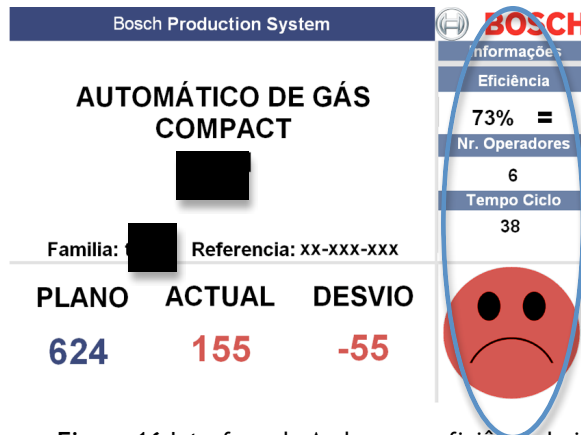 Bosch Production System
BOSCH
Informações
Eficiência
73% =
Nr. Operadores
6
Tempo Ciclo
38
AUTOMÁTICO DE GÁS
COMPACT
Familia: Referencia: xx-xxx-xxx
PLANO ACTUAL DESVIO
624 155 -55